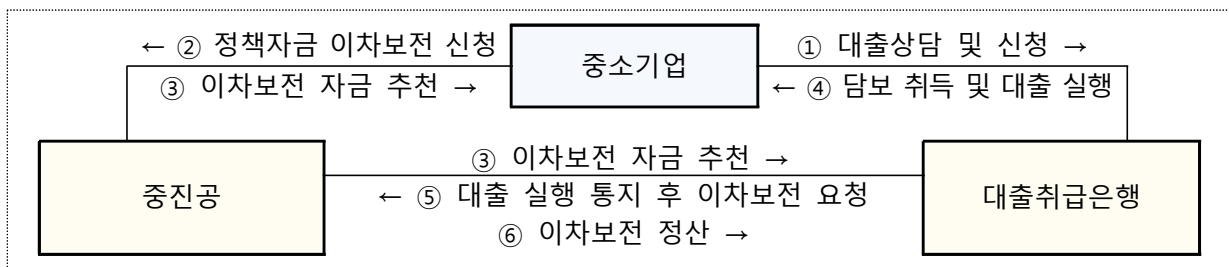 ← ② 정책자금 이차보전 신청
중소기업
① 대출상담 및 신청 →
③ 이차보전 자금 추천 →
← ④ 담보 취득 및 대출 실행
중진공
③ 이차보전 자금 추천 →
← ⑤ 대출 실행 통지 후 이차보전 요청
⑥ 이차보전 정산 →
대출취급은행